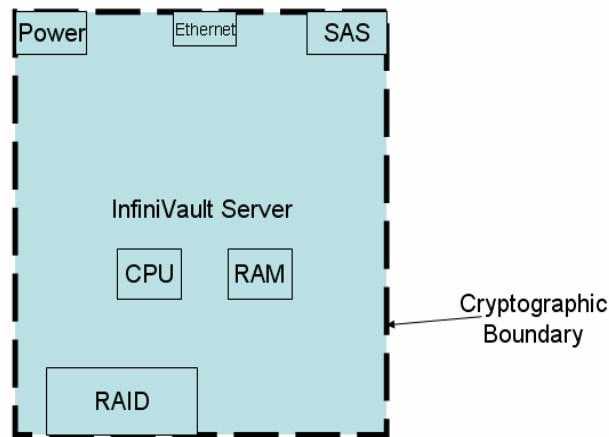 Power
Ethernet
SAS
InfiniVault Server
CPU
RAM
Cryptographic
Boundary
RAID